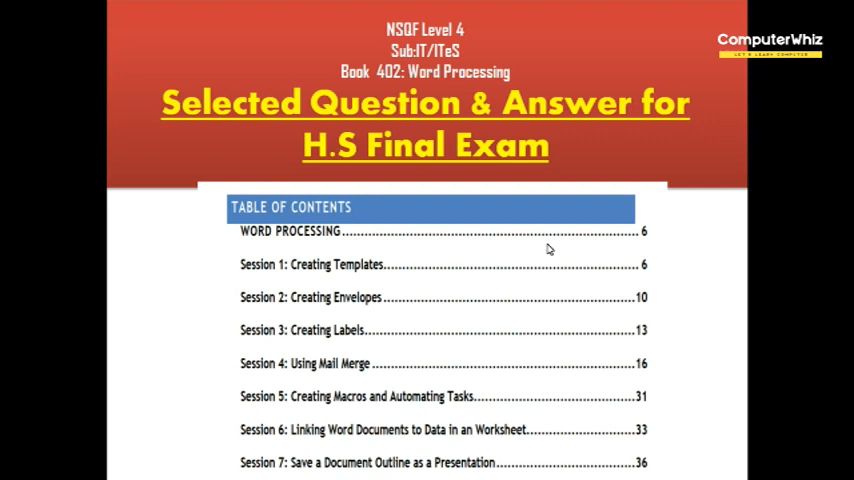 NSQF Level 4
Sub:IT/ITeS
Book 402: Word Processing
Selected Question & Answer for
H.S Final Exam
ComputerWhiz
LET'S LEARN COMPUTER
TABLE OF CONTENTS
WORD PROCESSING 6
Session 1: Creating Templates 6
Session 2: Creating Envelopes 10
Session 3: Creating Labels 13
Session 4: Using Mail Merge 16
Session 5: Creating Macros and Automating Tasks 31
Session 6: Linking Word Documents to Data in an Worksheet 33
Session 7: Save a Document Outline as a Presentation 36